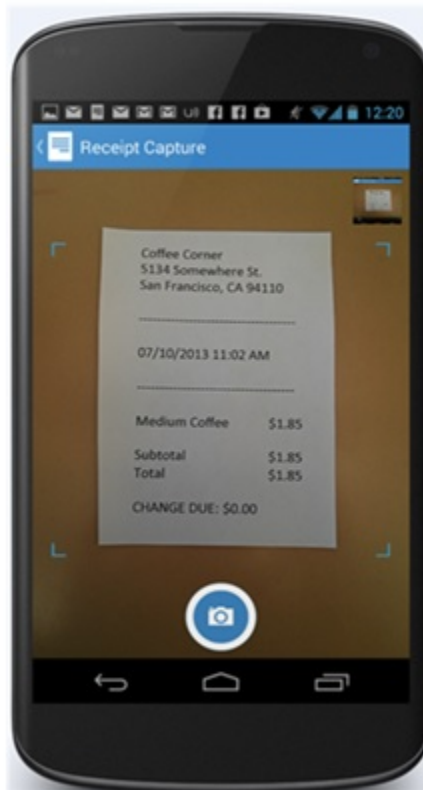 12:20
Receipt Capture
Coffee Corner
5134 Somewhere St.
San Francisco, CA 94110
07/10/2013 11:02 AM
Medium Coffee $1.85
Subtotal $1.85
Total $1.85
CHANGE DUE: $0.00